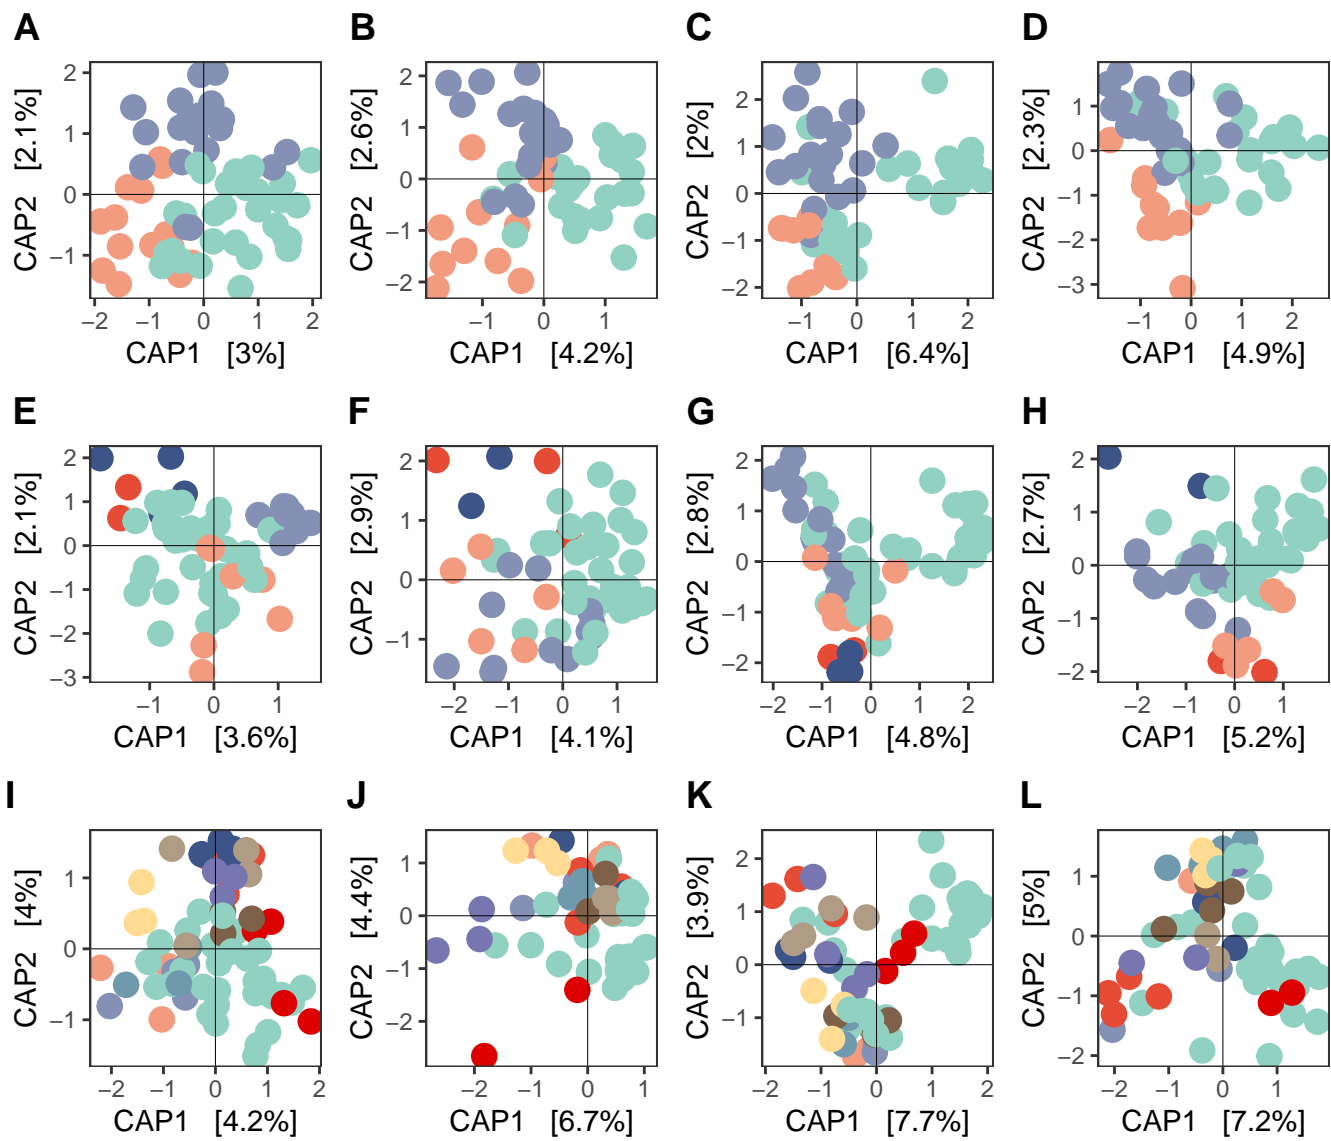 A B C D
2 1 0 −1
CAP2 [2.1%]
−2 −1 0 1 2
CAP1 [3%]
2 1 0 −1 −2
CAP2 [2.6%]
−1 0 1
CAP1 [4.2%]
2 1 0 −1 −2
CAP2 [2%]
−1 0 1 2
CAP1 [6.4%]
1 0 −1 −2 −3
CAP2 [2.3%]
−1 0 1 2
CAP1 [4.9%]
E F G H
2 1 0 −1 −2 −3
CAP2 [2.1%]
−1 0 1
CAP1 [3.6%]
2 1 0 −1
CAP2 [2.9%]
−2 −1 0 1
CAP1 [4.1%]
2 1 0 −1 −2
CAP2 [2.8%]
−2 −1 0 1 2
CAP1 [4.8%]
2 1 0 −1 −2
CAP2 [2.7%]
−2 −1 0 1
CAP1 [5.2%]
I J K L
1 0 −1
CAP2 [4%]
−2 −1 0 1 2
CAP1 [4.2%]
1 0 −1 −2
CAP2 [4.4%]
−2 −1 0 1
CAP1 [6.7%]
2 1 0 −1
CAP2 [3.9%]
−2 −1 0 1 2
CAP1 [7.7%]
1 0 −1 −2
CAP2 [5%]
−2 −1 0 1
CAP1 [7.2%]